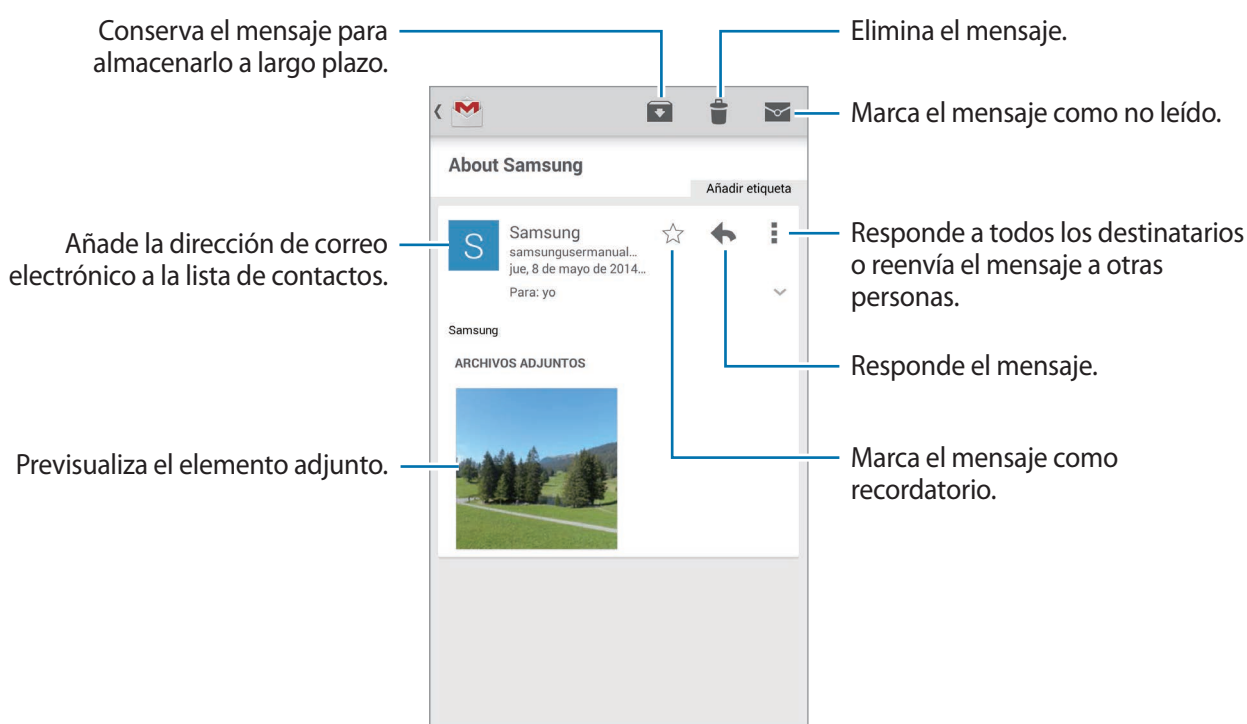 Conserva el mensaje para
almacenarlo a largo plazo.
Elimina el mensaje.
Marca el mensaje como no leído.
About Samsung
Añadir etiqueta
Añade la dirección de correo
electrónico a la lista de contactos.
S
Samsung
samsungusermanual...
jue, 8 de mayo de 2014...
Para: yo
Responde a todos los destinatarios
o reenvía el mensaje a otras
personas.
Samsung
ARCHIVOS ADJUNTOS
Responde el mensaje.
Previsualiza el elemento adjunto.
Marca el mensaje como
recordatorio.